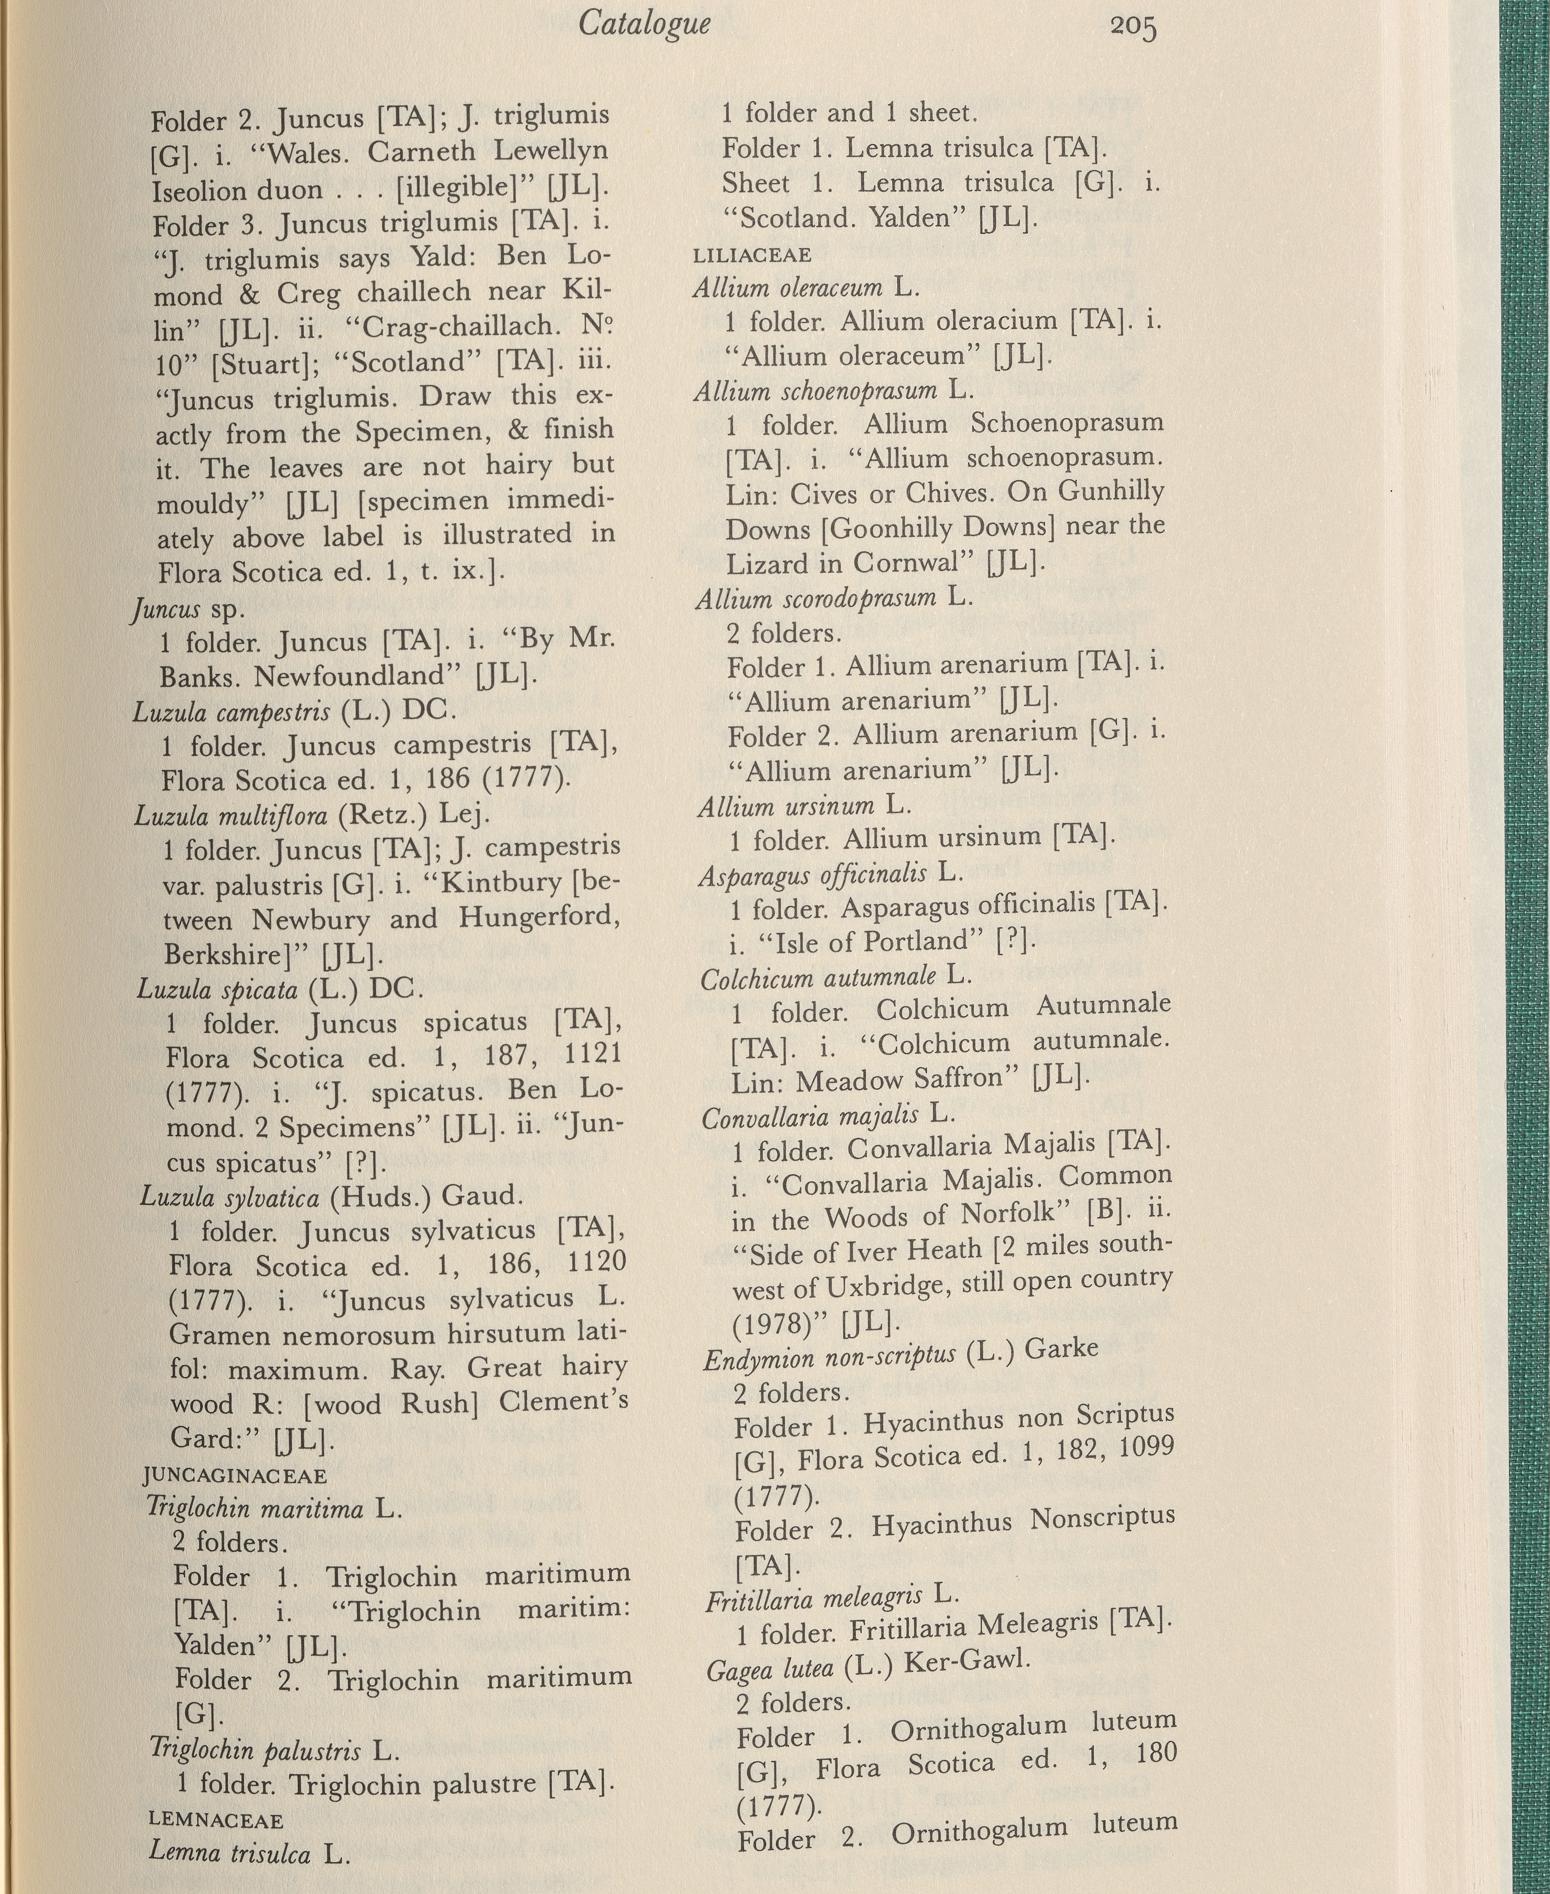 Catalogue
205
Folder 2. Juncus [TA]; J. triglumis
[G]. i. “Wales. Carneth Lewellyn
Iseolion duon . . . [illegible]” [JL].
Folder 3. Juncus triglumis [TA]. i.
“J. triglumis says Yald: Ben Lo-
mond & Creg chaillech near Kil-
lin” [JL]. ii. “Crag-chaillach. Nº
10” [Stuart]; “Scotland” [TA]. iii.
“Juncus triglumis. Draw this ex-
actly from the Specimen, & finish
it. The leaves are not hairy but
mouldy” [JL] [specimen immedi-
ately above label is illustrated in
Flora Scotica ed. 1, t. ix.].
Juncus sp.
1 folder. Juncus [TA]. i. “By Mr.
Banks. Newfoundland” [JL].
Luzula campestris (L.) DC.
1 folder. Juncus campestris [TA],
Flora Scotica ed. 1, 186 (1777).
Luzula multiflora (Retz.) Lej.
1 folder. Juncus [TA]; J. campestris
var. palustris [G]. i. “Kintbury [be-
tween Newbury and Hungerford,
Berkshire]” [JL].
Luzula spicata (L.) DC.
1 folder. Juncus spicatus [TA],
Flora Scotica ed. 1, 187, 1121
(1777). i. “J. spicatus. Ben Lo-
mond. 2 Specimens” [JL]. ii. “Jun-
cus spicatus” [?].
Luzula sylvatica (Huds.) Gaud.
1 folder. Juncus sylvaticus [TA],
Flora Scotica ed. 1, 186, 1120
(1777). i. “Juncus sylvaticus L.
Gramen nemorosum hirsutum lati-
fol: maximum. Ray. Great hairy
wood R: [wood Rush] Clement’s
Gard:” [JL].
JUNCAGINACEAE
Triglochin maritima L.
2 folders.
Folder 1. Triglochin maritimum
[TA]. i. “Triglochin maritim:
Yalden” [JL].
Folder 2. Triglochin maritimum
[G].
Triglochin palustris L.
1 folder. Triglochin palustre [TA].
LEMNACEAE
Lemna trisulca L.
1 folder and 1 sheet.
Folder 1. Lemna trisulca [TA].
Sheet 1. Lemna trisulca [G]. i.
“Scotland. Yalden” [JL].
LILIACEAE
Allium oleraceum L.
1 folder. Allium oleracium [TA]. i.
“Allium oleraceum” [JL].
Allium schoenoprasum L.
1 folder. Allium Schoenoprasum
[TA]. i. “Allium schoenoprasum.
Lin: Cives or Chives. On Gunhilly
Downs [Goonhilly Downs] near the
Lizard in Cornwal” [JL].
Allium scorodoprasum L.
2 folders.
Folder 1. Allium arenarium [TA]. i.
“Allium arenarium” [JL].
Folder 2. Allium arenarium [G]. i.
“Allium arenarium” [JL].
Allium ursinum L.
1 folder. Allium ursinum [TA].
Asparagus officinalis L.
1 folder. Asparagus officinalis [TA].
i. “Isle of Portland” [?].
Colchicum autumnale L.
1 folder. Colchicum Autumnale
[TA]. i. “Colchicum autumnale.
Lin: Meadow Saffron” [JL].
Convallaria majalis L.
1 folder. Convallaria Majalis [TA].
i. “Convallaria Majalis. Common
in the Woods of Norfolk” [B]. ii.
“Side of Iver Heath [2 miles south-
west of Uxbridge, still open country
(1978)” [JL].
Endymion non-scriptus (L.) Garke
2 folders.
Folder 1. Hyacinthus non Scriptus
[G], Flora Scotica ed. 1, 182, 1099
(1777).
Folder 2. Hyacinthus Nonscriptus
[TA].
Fritillaria meleagris L.
1 folder. Fritillaria Meleagris [TA].
Gagea lutea (L.) Ker-Gawl.
2 folders.
Folder 1. Ornithogalum luteum
[G], Flora Scotica ed. 1, 180
(1777).
Folder 2. Ornithogalum luteum